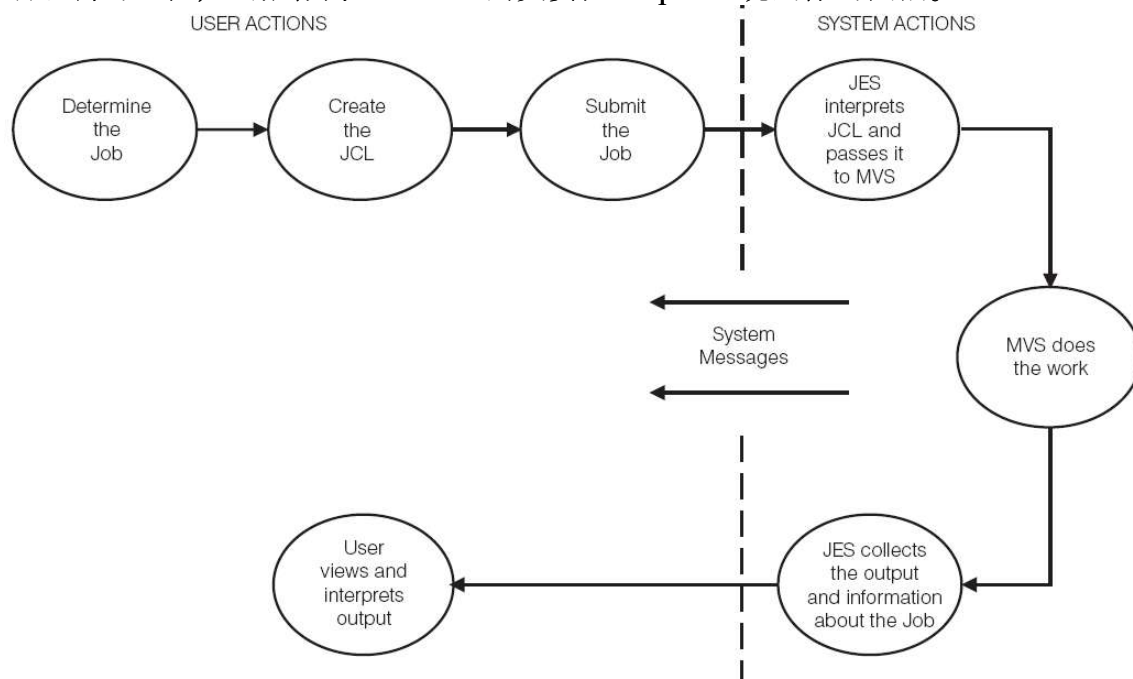 USER ACTIONS
SYSTEM ACTIONS
Determine
the
Job
Create
the
JCL
Submit
the
Job
JES
interprets
JCL and
passes it
to MVS
System
Messages
MVS does
the work
User
views and
interprets
output
JES collects
the output
and information
about the Job